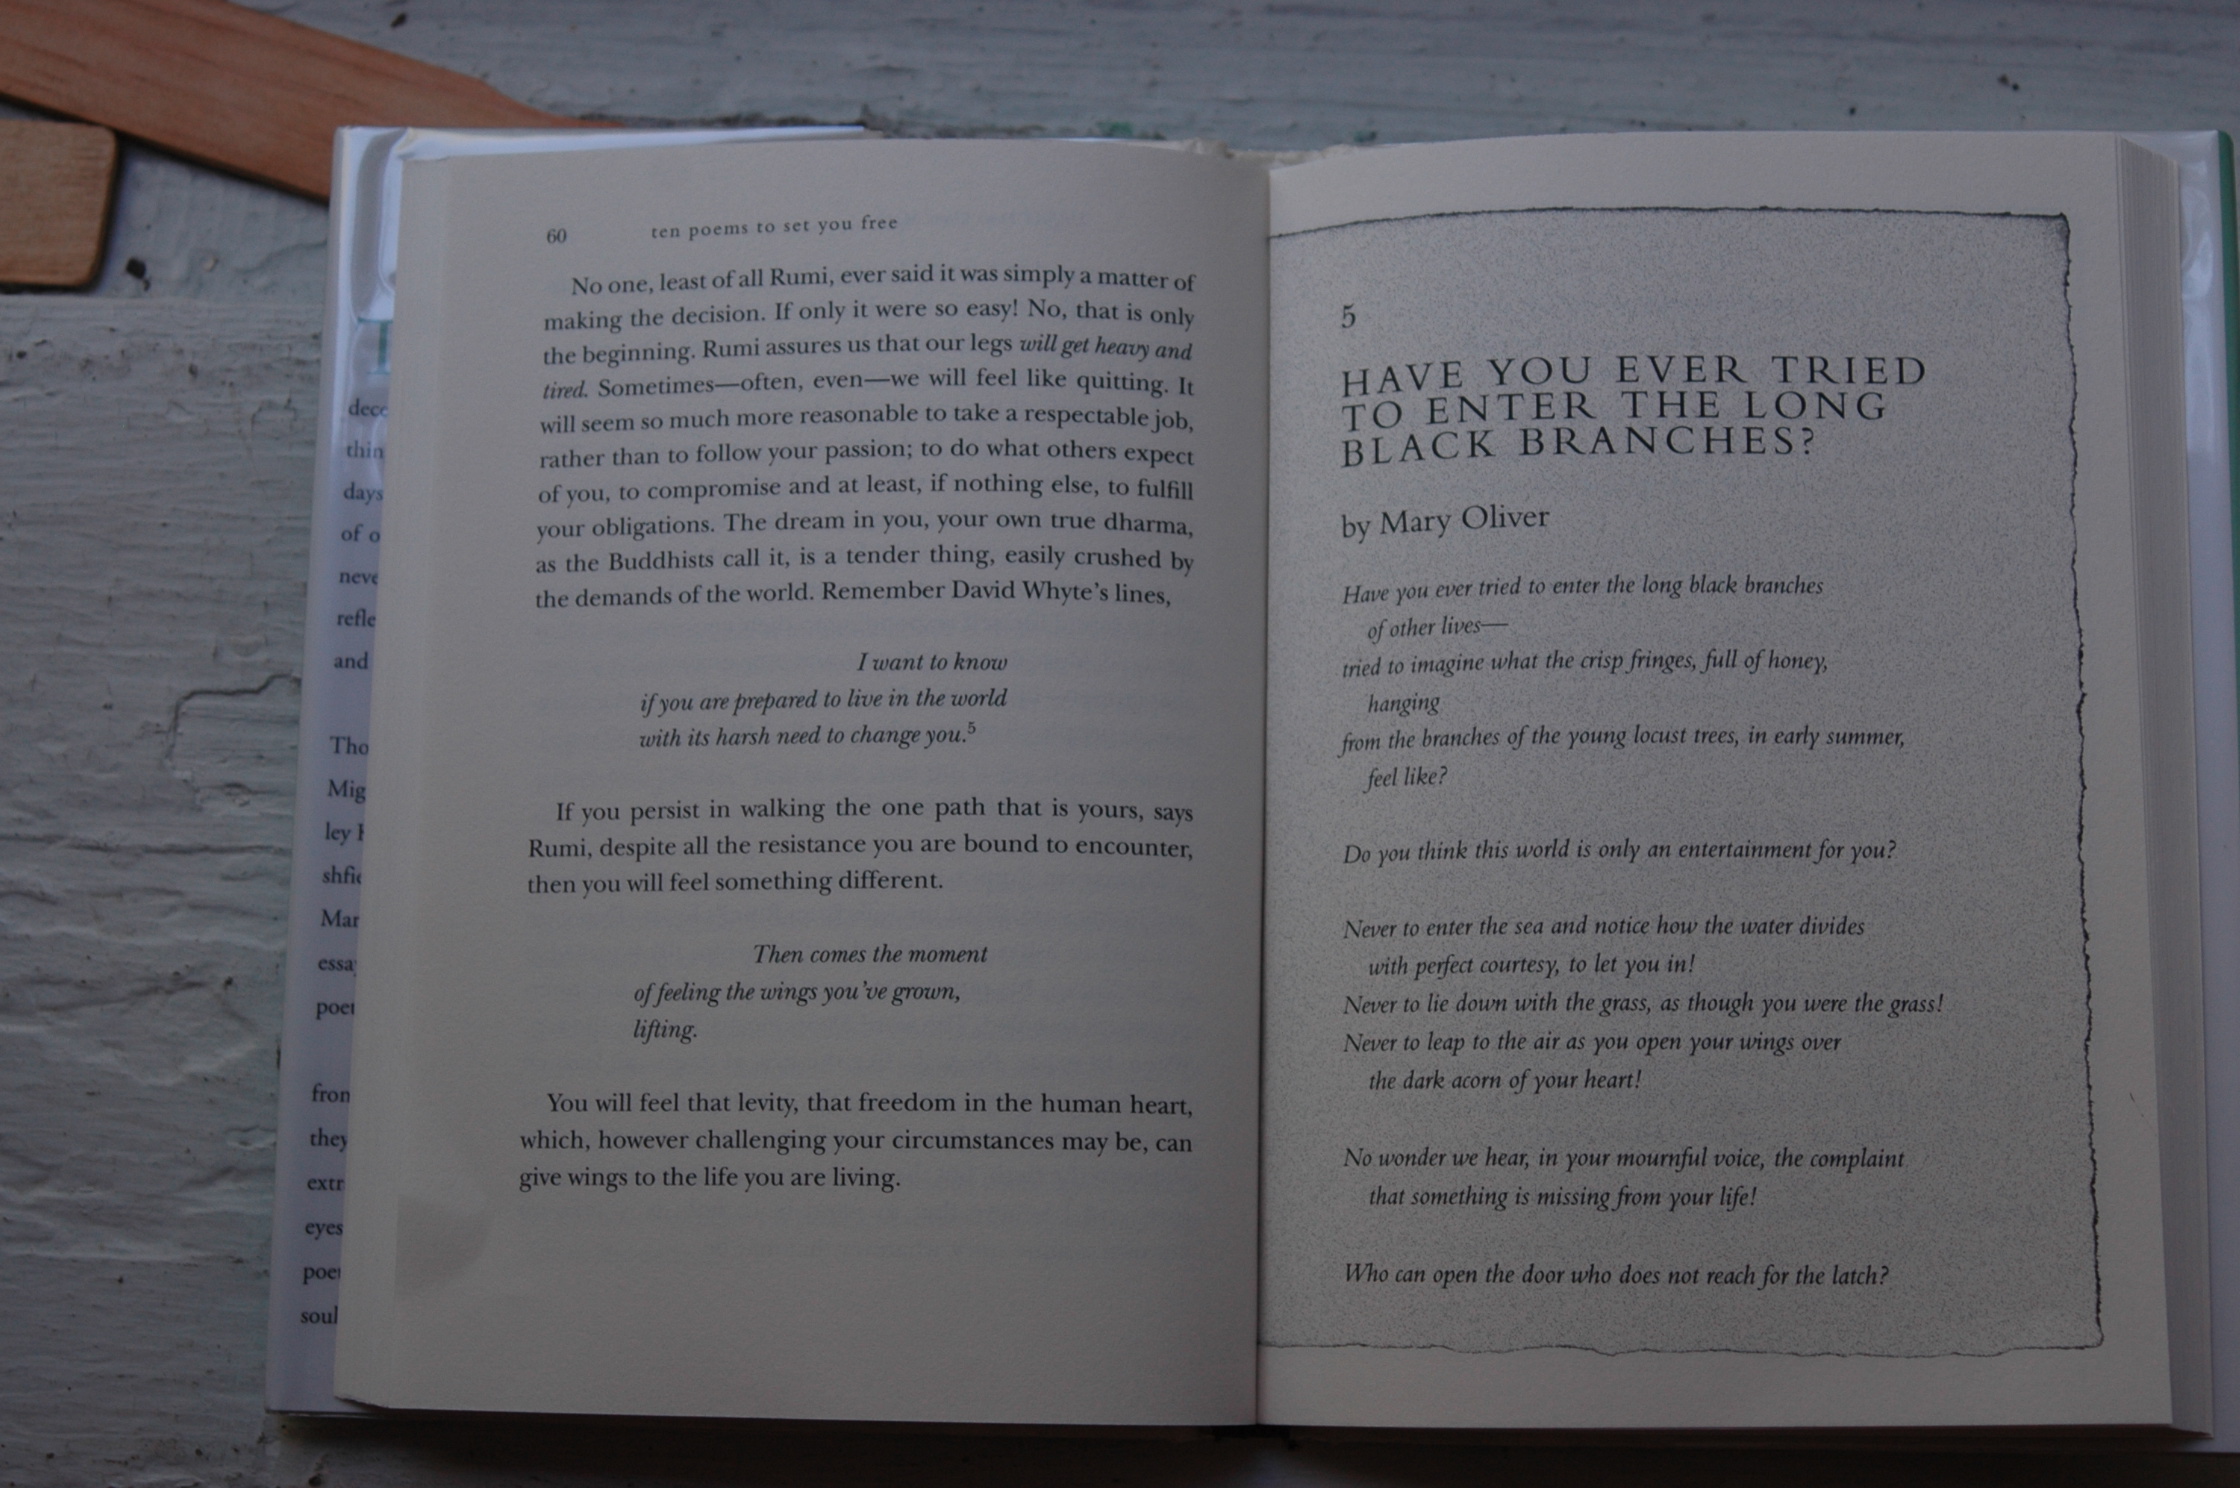 60 ten poems to set you free
No one, least of all Rumi, ever said it was simply a matter of
making the decision. If only it were so easy! No, that is only
the beginning. Rumi assures us that our legs will get heavy and
tired. Sometimes—often, even—we will feel like quitting. It
will seem so much more reasonable to take a respectable job,
rather than to follow your passion; to do what others expect
of you, to compromise and at least, if nothing else, to fulfill
your obligations. The dream in you, your own true dharma,
as the Buddhists call it, is a tender thing, easily crushed by
the demands of the world. Remember David Whyte's lines,
I want to know
if you are prepared to live in the world
with its harsh need to change you.5
If you persist in walking the one path that is yours, says
Rumi, despite all the resistance you are bound to encounter,
then you will feel something different.
Then comes the moment
of feeling the wings you've grown,
lifting.
You will feel that levity, that freedom in the human heart,
which, however challenging your circumstances may be, can
give wings to the life you are living.
5
HAVE YOU EVER TRIED
TO ENTER THE LONG
BLACK BRANCHES?
by Mary Oliver
Have you ever tried to enter the long black branches
of other lives—
tried to imagine what the crisp fringes, full of honey,
hanging
from the branches of the young locust trees, in early summer,
feel like?
Do you think this world is only an entertainment for you?
Never to enter the sea and notice how the water divides
with perfect courtesy, to let you in!
Never to lie down with the grass, as though you were the grass!
Never to leap to the air as you open your wings over
the dark acorn of your heart!
No wonder we hear, in your mournful voice, the complaint
that something is missing from your life!
Who can open the door who does not reach for the latch?
days
of o
refle
and
Tho
Mig
ley
Mar
essa
poe
they
extr
eyes
poe
soul